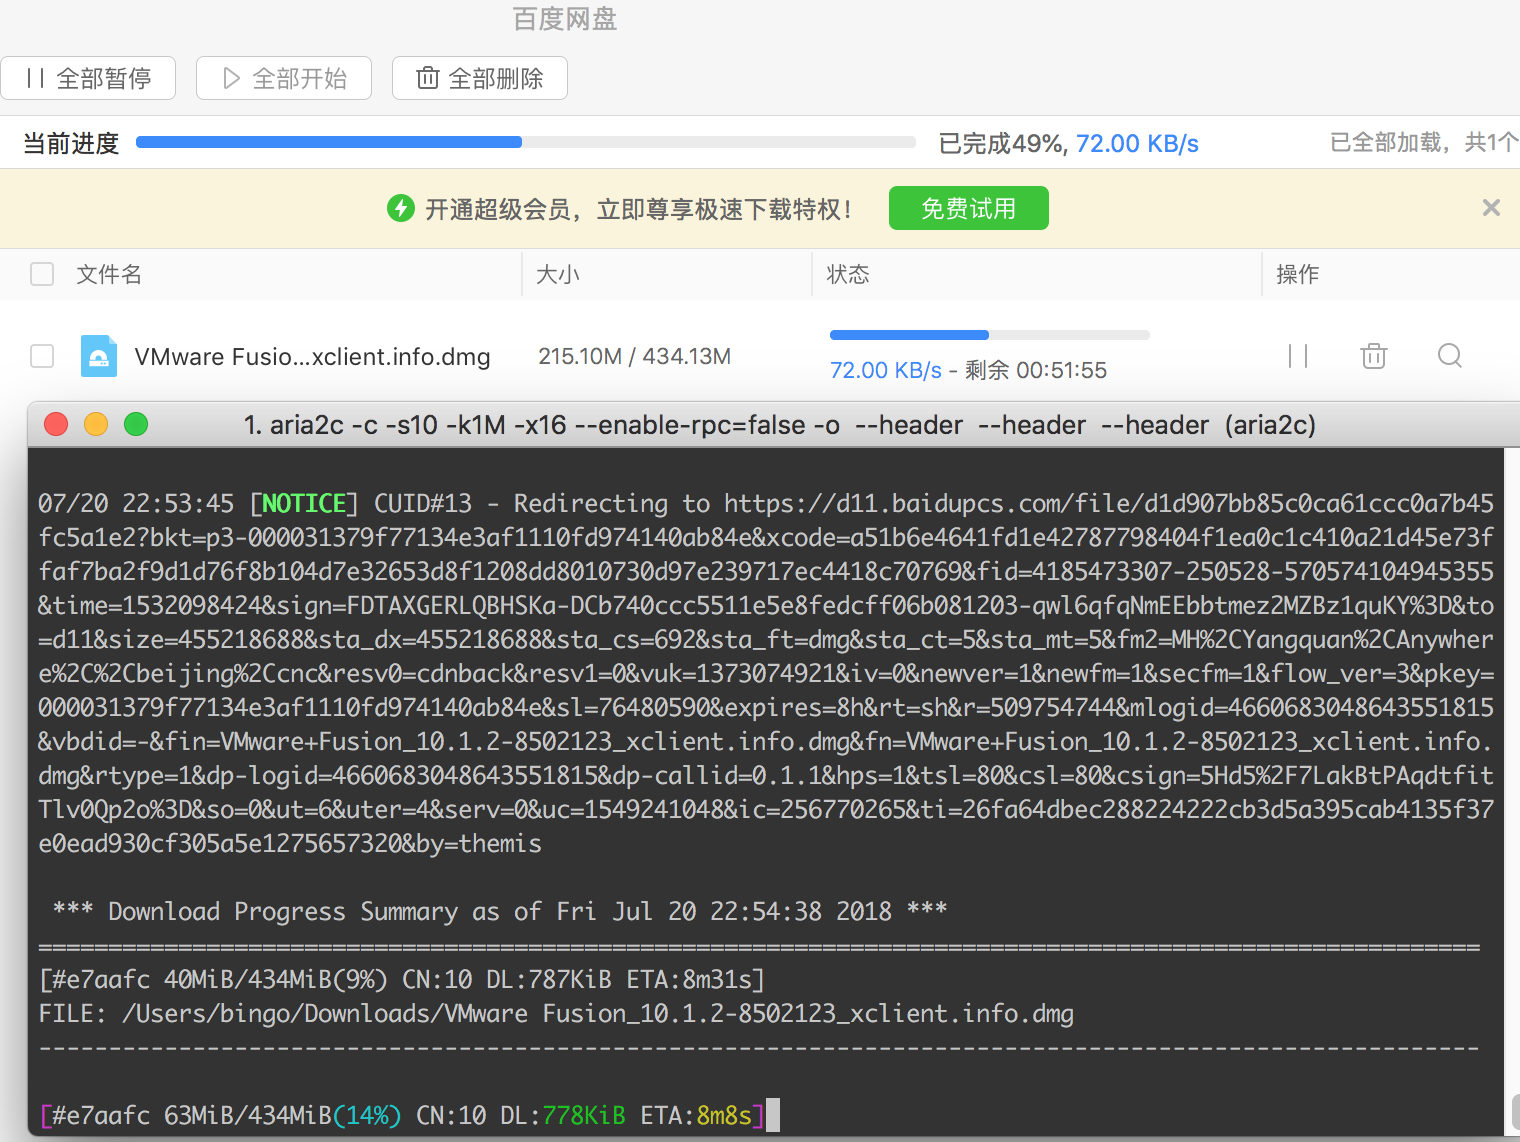 百度网盘
全部暂停 全部开始 全部删除
当前进度 已完成49%, 72.00 KB/s 已全部加载，共1个
开通超级会员，立即尊享极速下载特权！ 免费试用
文件名 大小 状态 操作
VMware Fusio...xclient.info.dmg 215.10M / 434.13M
72.00 KB/s - 剩余 00:51:55
1. aria2c -c -s10 -k1M -x16 --enable-rpc=false -o --header --header --header (aria2c)
07/20 22:53:45 [NOTICE] CUID#13 - Redirecting to https://d11.baidupcs.com/file/d1d907bb85c0ca61ccc0a7b45
fc5a1e2?bkt=p3-000031379f77134e3af1110fd974140ab84e&xcode=a51b6e4641fd1e42787798404f1ea0c1c410a21d45e73f
faf7ba2f9d1d76f8b104d7e32653d8f1208dd8010730d97e239717ec4418c70769&fid=4185473307-250528-570574104945355
&time=1532098424&sign=FDTAXGERLQBHSKa-DCb740ccc5511e5e8fedcff06b081203-qwl6qfqNmEEbbtmez2MZBz1quKY%3D&to
=d11&size=455218688&sta_dx=455218688&sta_cs=692&sta_ft=dmg&sta_ct=5&sta_mt=5&fm2=MH%2CYangquan%2CAnywher
e%2C%2Cbeijing%2Ccnc&resv0=cdnback&resv1=0&vuk=1373074921&iv=0&newver=1&newfm=1&secfm=1&flow_ver=3&pkey=
000031379f77134e3af1110fd974140ab84e&sl=76480590&expires=8h&rt=sh&r=509754744&mlogid=4660683048643551815
&vbdid=-&fin=VMware+Fusion_10.1.2-8502123_xclient.info.dmg&fn=VMware+Fusion_10.1.2-8502123_xclient.info.
dmg&rtype=1&dp-logid=4660683048643551815&dp-callid=0.1.1&hps=1&tsl=80&csl=80&csign=5Hd5%2F7LakBtPAqdtfit
Tlv0Qp2o%3D&so=0&ut=6&uter=4&serv=0&uc=1549241048&ic=256770265&ti=26fa64dbec288224222cb3d5a395cab4135f37
e0ead930cf305a5e1275657320&by=themis
*** Download Progress Summary as of Fri Jul 20 22:54:38 2018 ***
=======================================================================================================
[#e7aafc 40MiB/434MiB(9%) CN:10 DL:787KiB ETA:8m31s]
FILE: /Users/bingo/Downloads/VMware Fusion_10.1.2-8502123_xclient.info.dmg
-------------------------------------------------------------------------------------------------------
[#e7aafc 63MiB/434MiB(14%) CN:10 DL:778KiB ETA:8m8s]